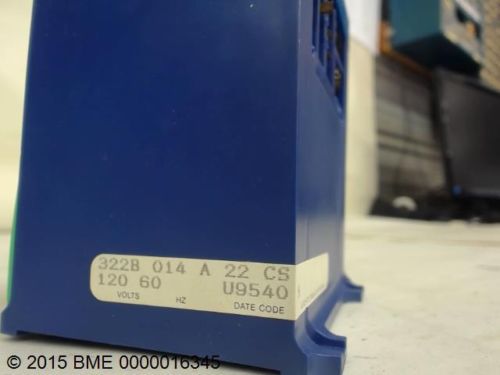 322B 014 A 22 CS
120 60 U9540
VOLTS HZ DATE CODE
© 2015 BME 0000016345